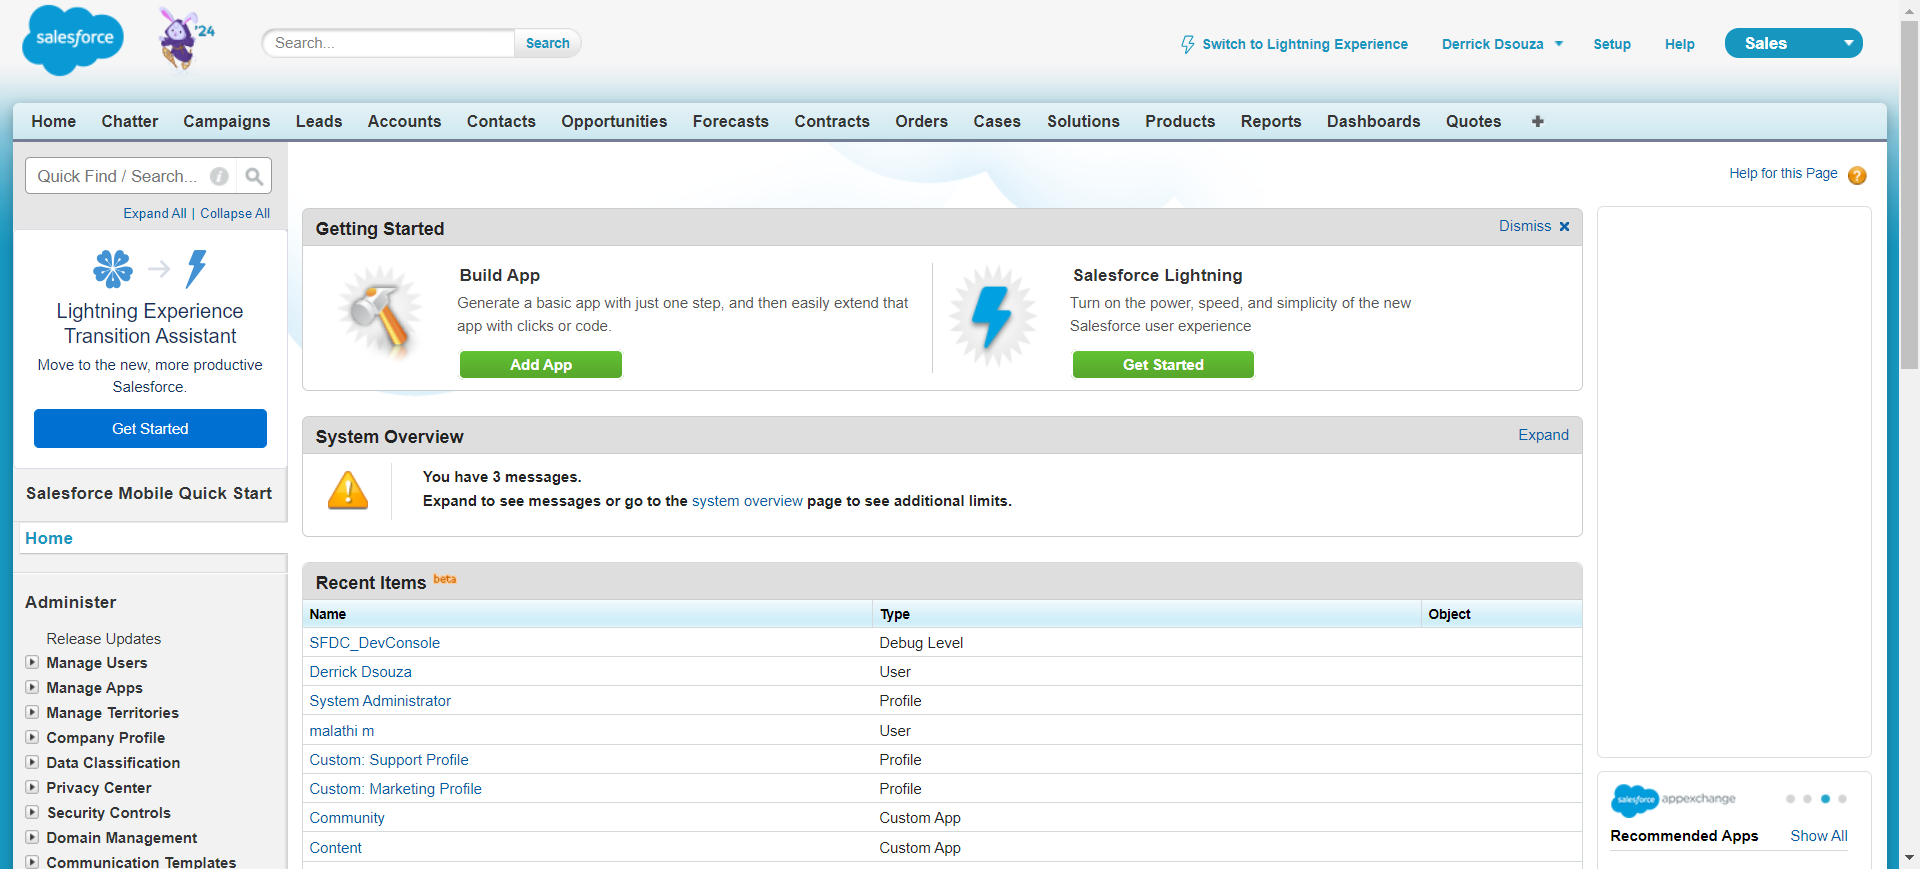 salesforce
'24
Search...
Search
Switch to Lightning Experience
Derrick Dsouza
Setup
Help
Sales
Home
Chatter
Campaigns
Leads
Accounts
Contacts
Opportunities
Forecasts
Contracts
Orders
Cases
Solutions
Products
Reports
Dashboards
Quotes
+
Quick Find / Search...
i
Expand All | Collapse All
Lightning Experience
Transition Assistant
Move to the new, more productive
Salesforce.
Get Started
Salesforce Mobile Quick Start
Home
Administer
Release Updates
Manage Users
Manage Apps
Manage Territories
Company Profile
Data Classification
Privacy Center
Security Controls
Domain Management
Communication Templates
Help for this Page
?
Getting Started
Dismiss
Build App
Generate a basic app with just one step, and then easily extend that
app with clicks or code.
Add App
Salesforce Lightning
Turn on the power, speed, and simplicity of the new
Salesforce user experience
Get Started
System Overview
Expand
You have 3 messages.
Expand to see messages or go to the system overview page to see additional limits.
Recent Items beta
Name Type Object
SFDC_DevConsole Debug Level
Derrick Dsouza User
System Administrator Profile
malathi m User
Custom: Support Profile Profile
Custom: Marketing Profile Profile
Community Custom App
Content Custom App
salesforce appexchange
Recommended Apps Show All